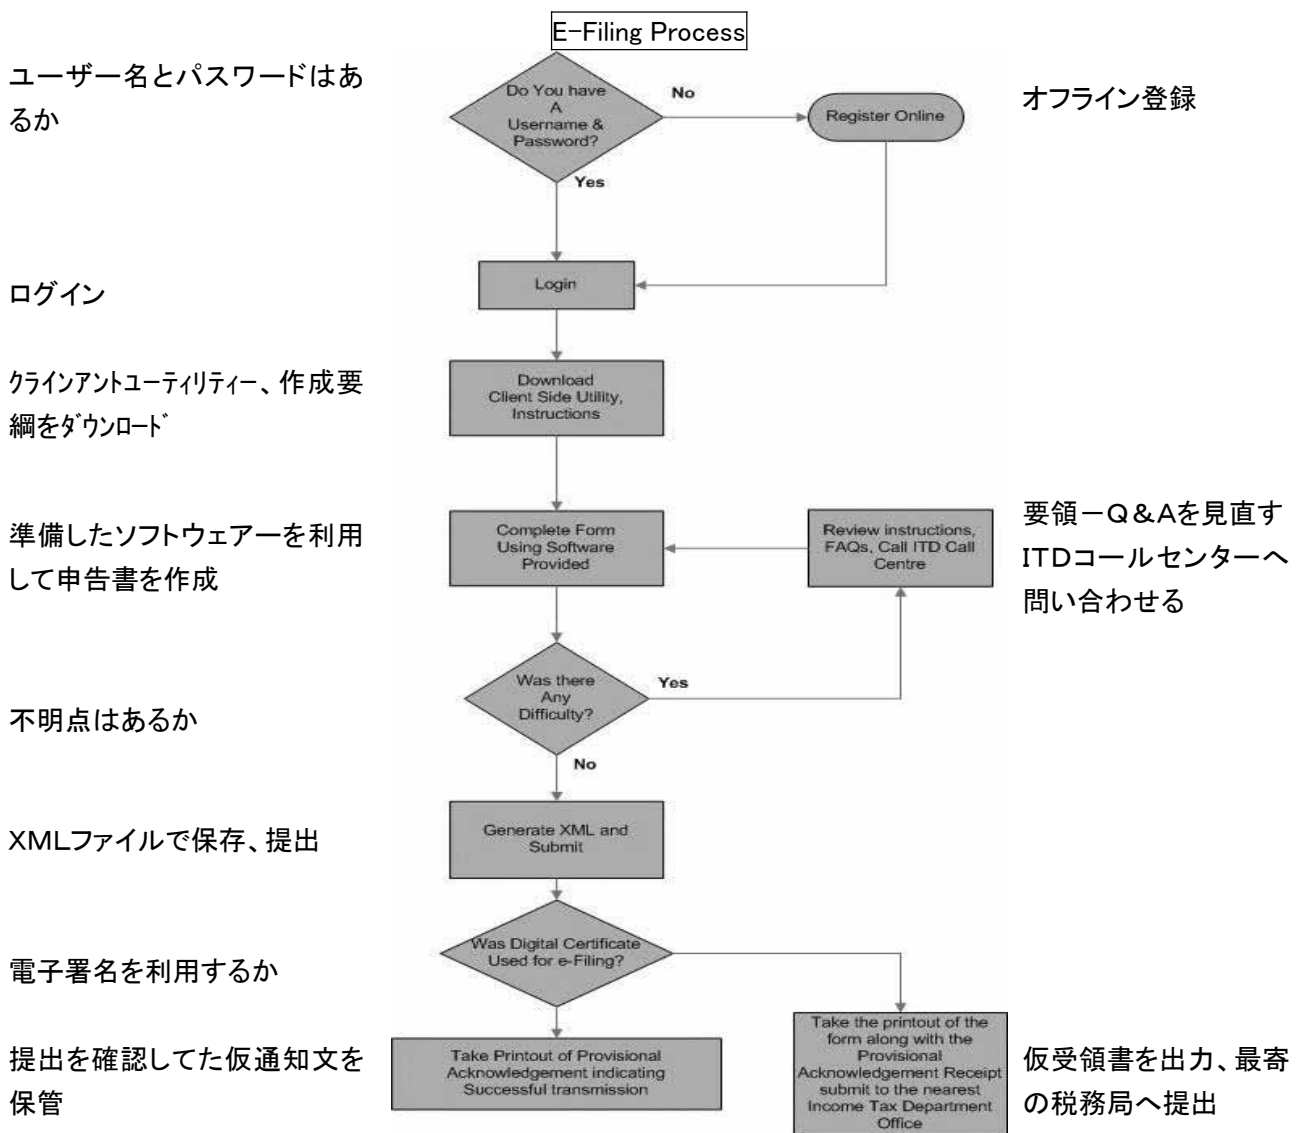 E-Filing Process
ユーザー名とパスワードはあ
るか
Do You have
A
Username &
Password?
No
Register Online
オフライン登録
Yes
ログイン
Login
クラインアントユーティリティー、作成要
綱をダウンロード
Download
Client Side Utility,
Instructions
準備したソフトウェアーを利用
して申告書を作成
Complete Form
Using Software
Provided
Review instructions,
FAQs, Call ITD Call
Centre
要領－Q&Aを見直す
ITDコールセンターへ
問い合わせる
不明点はあるか
Was there
Any
Difficulty?
Yes
No
XMLファイルで保存、提出
Generate XML and
Submit
電子署名を利用するか
Was Digital Certificate
Used for e-Filing?
提出を確認してた仮通知文を
保管
Take Printout of Provisional
Acknowledgement indicating
Successful transmission
Take the printout of the
form along with the
Provisional
Acknowledgement Receipt
submit to the nearest
Income Tax Department
Office
仮受領書を出力、最寄
の税務局へ提出